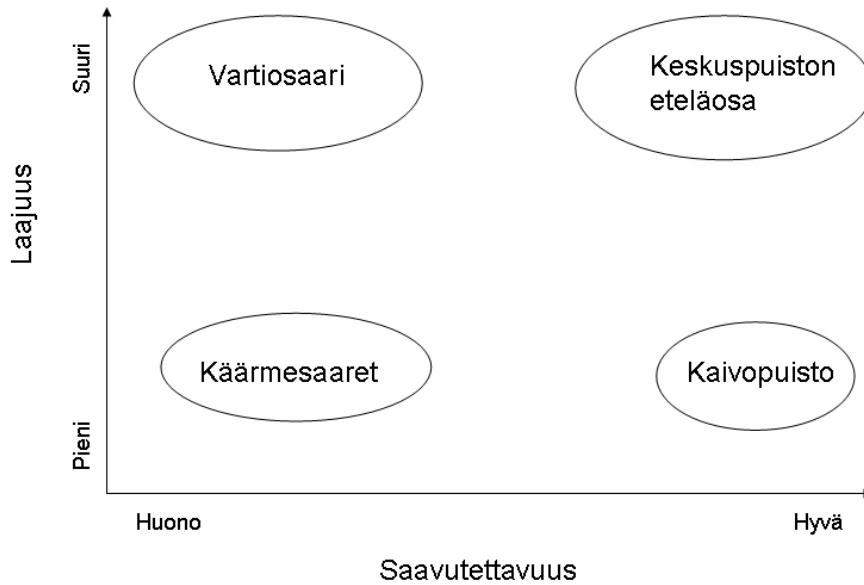 Suuri
Vartiosaari
Keskuspuiston
eteläosa
Laajuus
Käärmesaaret
Kaivopuisto
Pieni
Huono
Hyvä
Saavutettavuus